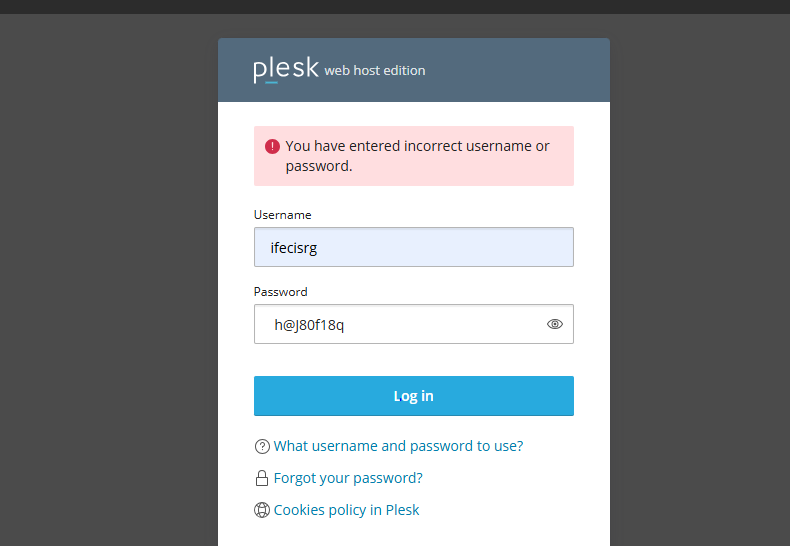 plesk web host edition
You have entered incorrect username or
password.
Username
ifecisrg
Password
h@J80f18q
Log in
What username and password to use?
Forgot your password?
Cookies policy in Plesk